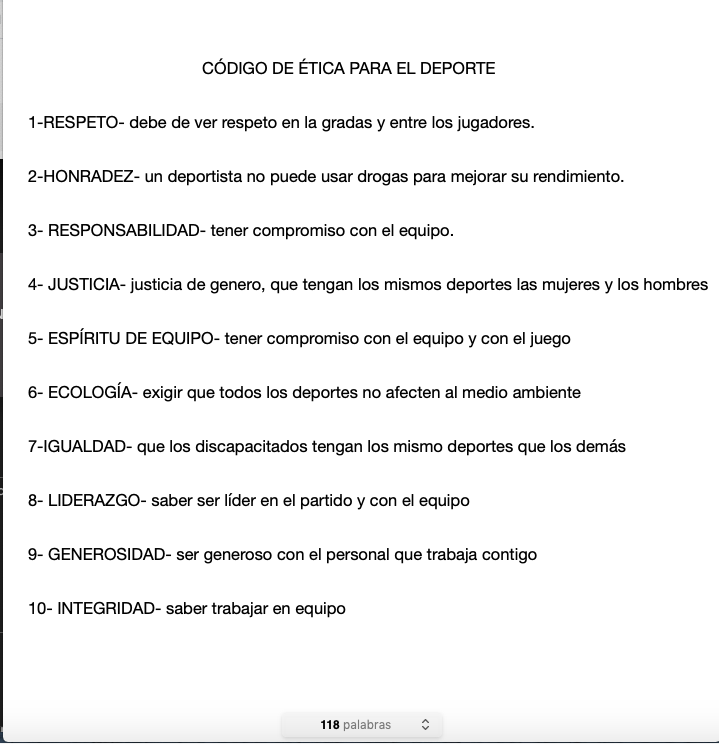 CÓDIGO DE ÉTICA PARA EL DEPORTE
1-RESPETO- debe de ver respeto en la gradas y entre los jugadores.
2-HONRADEZ- un deportista no puede usar drogas para mejorar su rendimiento.
3- RESPONSABILIDAD- tener compromiso con el equipo.
4- JUSTICIA- justicia de genero, que tengan los mismos deportes las mujeres y los hombres
5- ESPÍRITU DE EQUIPO- tener compromiso con el equipo y con el juego
6- ECOLOGÍA- exigir que todos los deportes no afecten al medio ambiente
7-IGUALDAD- que los discapacitados tengan los mismo deportes que los demás
8- LIDERAZGO- saber ser líder en el partido y con el equipo
9- GENEROSIDAD- ser generoso con el personal que trabaja contigo
10- INTEGRIDAD- saber trabajar en equipo
118 palabras